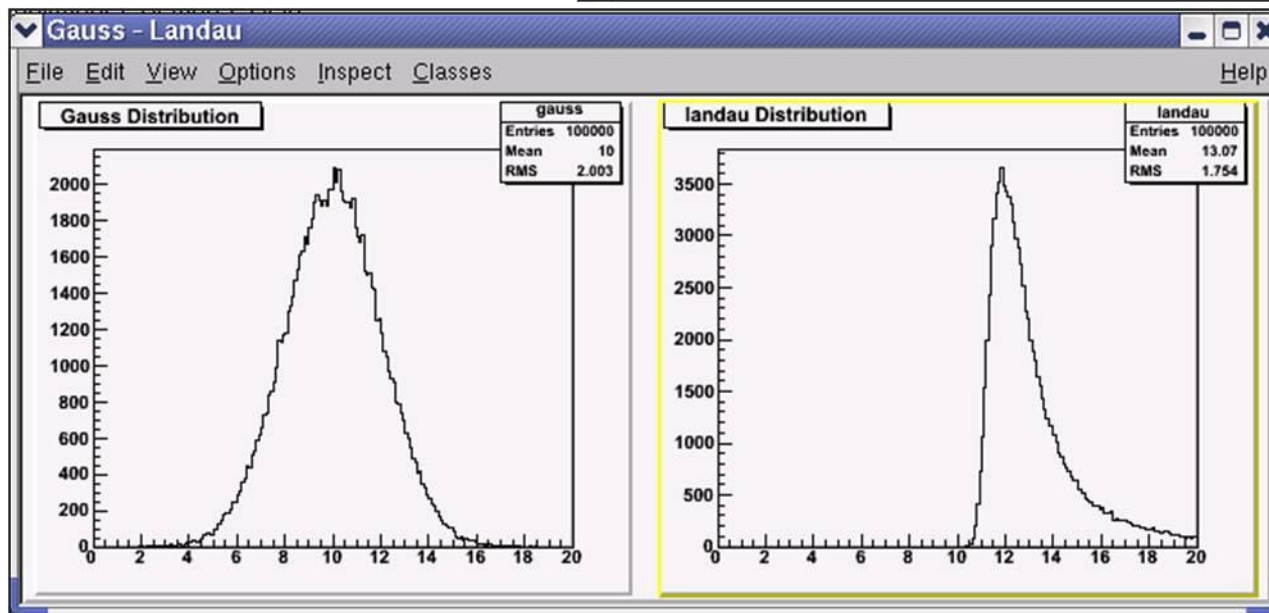 Gauss - Landau
File Edit View Options Inspect Classes Help
Gauss Distribution
gauss
Entries 100000
Mean 10
RMS 2.003
2000
1800
1600
1400
1200
1000
800
600
400
200
0
0 2 4 6 8 10 12 14 16 18 20
landau Distribution
landau
Entries 100000
Mean 13.07
RMS 1.754
3500
3000
2500
2000
1500
1000
500
0
0 2 4 6 8 10 12 14 16 18 20